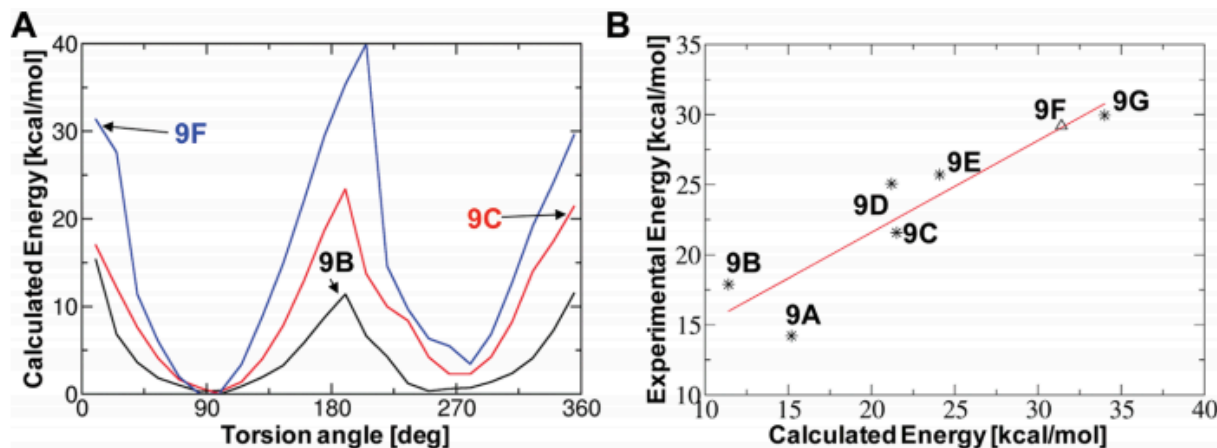 A
Calculated Energy [kcal/mol]
40
30
20
10
0
9F
9C
9B
0
90
180
270
360
Torsion angle [deg]
B
Experimental Energy [kcal/mol]
35
30
25
20
15
10
9G
9F
9E
9D
9C
9B
9A
10
15
20
25
30
35
40
Calculated Energy [kcal/mol]